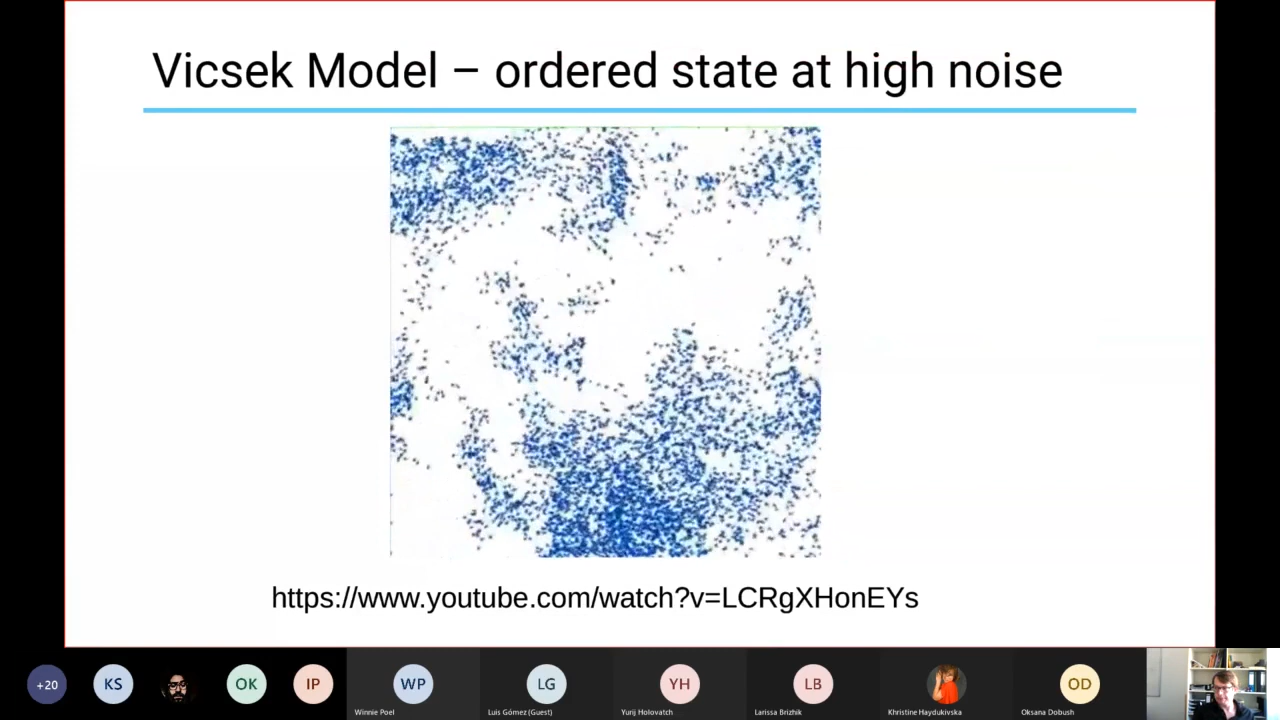 Vicsek Model – ordered state at high noise
https://www.youtube.com/watch?v=LCRgXHonEYs
+20
KS
OK
IP
WP
LG
YH
LB
OD
Winnie Poel
Luis Gómez (Guest)
Yurij Holovatch
Larissa Brizhik
Khristine Haydukivska
Oksana Dobush